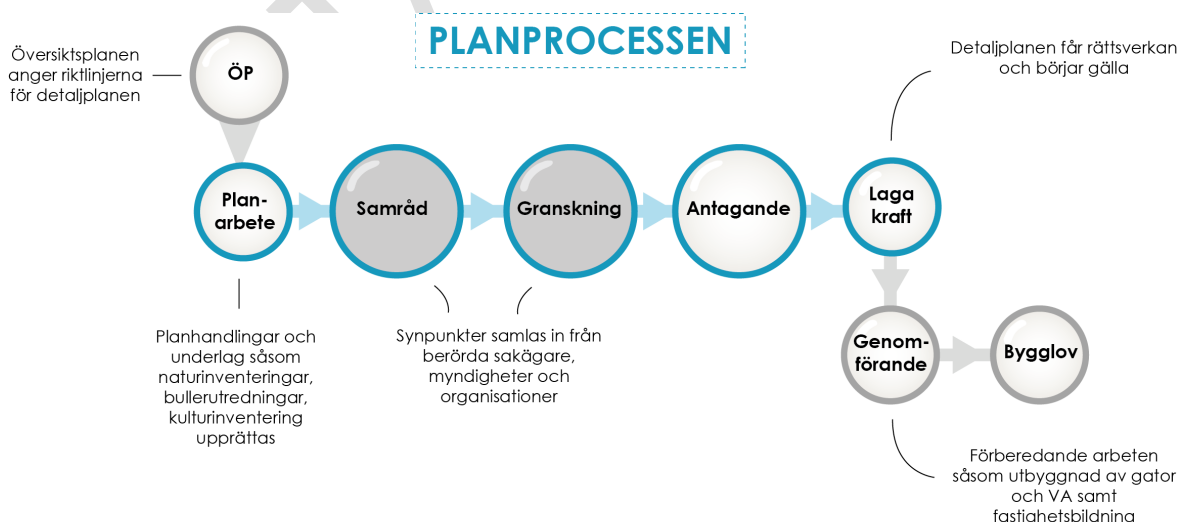 PLANPROCESSEN
Översiktsplanen
anger riktlinjerna
för detaljplanen
ÖP
Detaljplanen får rättsverkan
och börjar gälla
Plan-
arbete
Samråd
Granskning
Antagande
Laga
kraft
Planhandlingar och
underlag såsom
naturinventeringar,
bullerutredningar,
kulturinventering
upprättas
Synpunkter samlas in från
berörda sakägare,
myndigheter och
organisationer
Genom-
förande
Bygglov
Förberedande arbeten
såsom utbyggnad av gator
och VA samt
fastighetsbildning